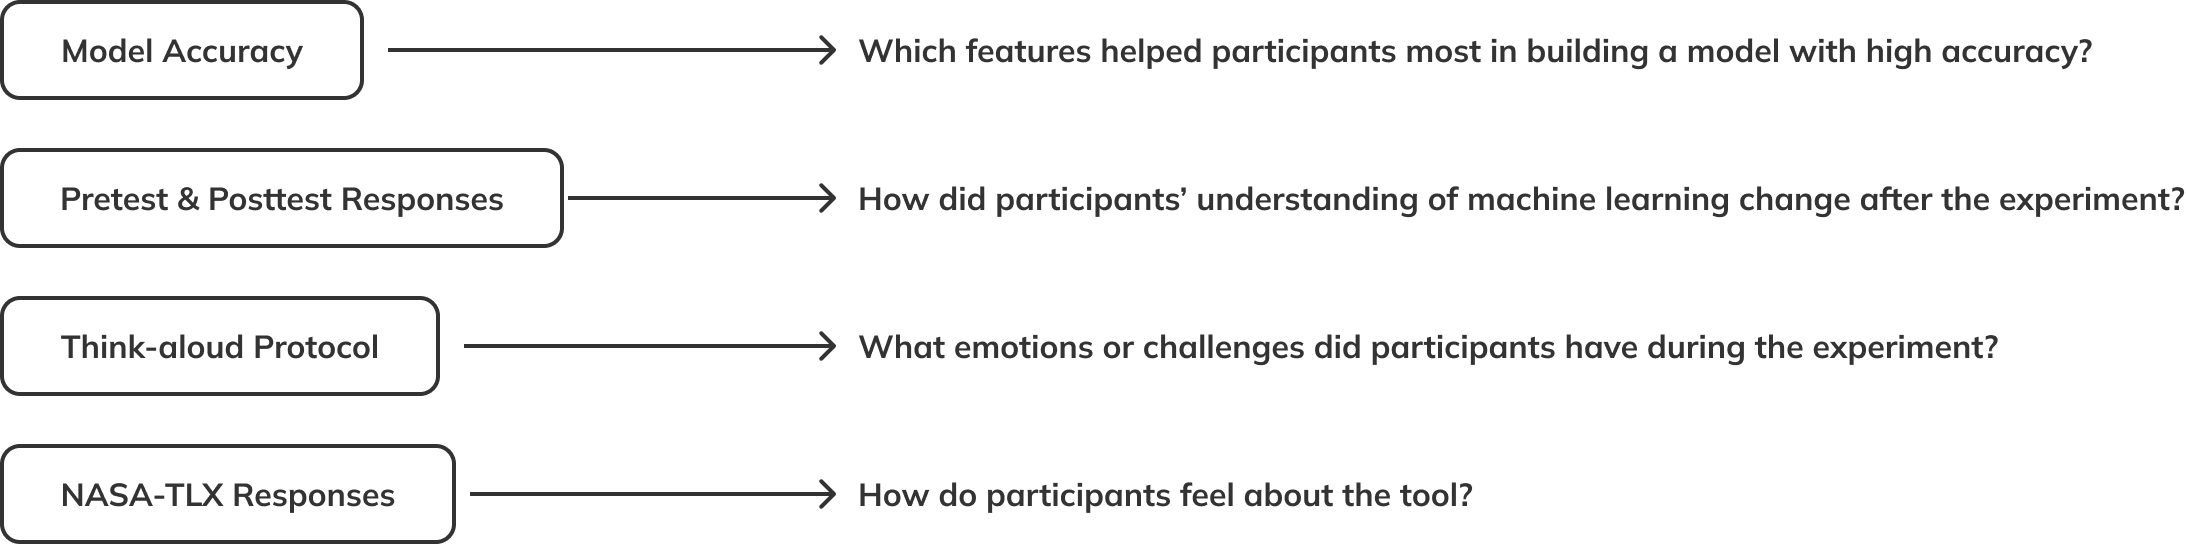 Model Accuracy
Which features helped participants most in building a model with high accuracy?
Pretest & Posttest Responses
How did participants’ understanding of machine learning change after the experiment?
Think-aloud Protocol
What emotions or challenges did participants have during the experiment?
NASA-TLX Responses
How do participants feel about the tool?